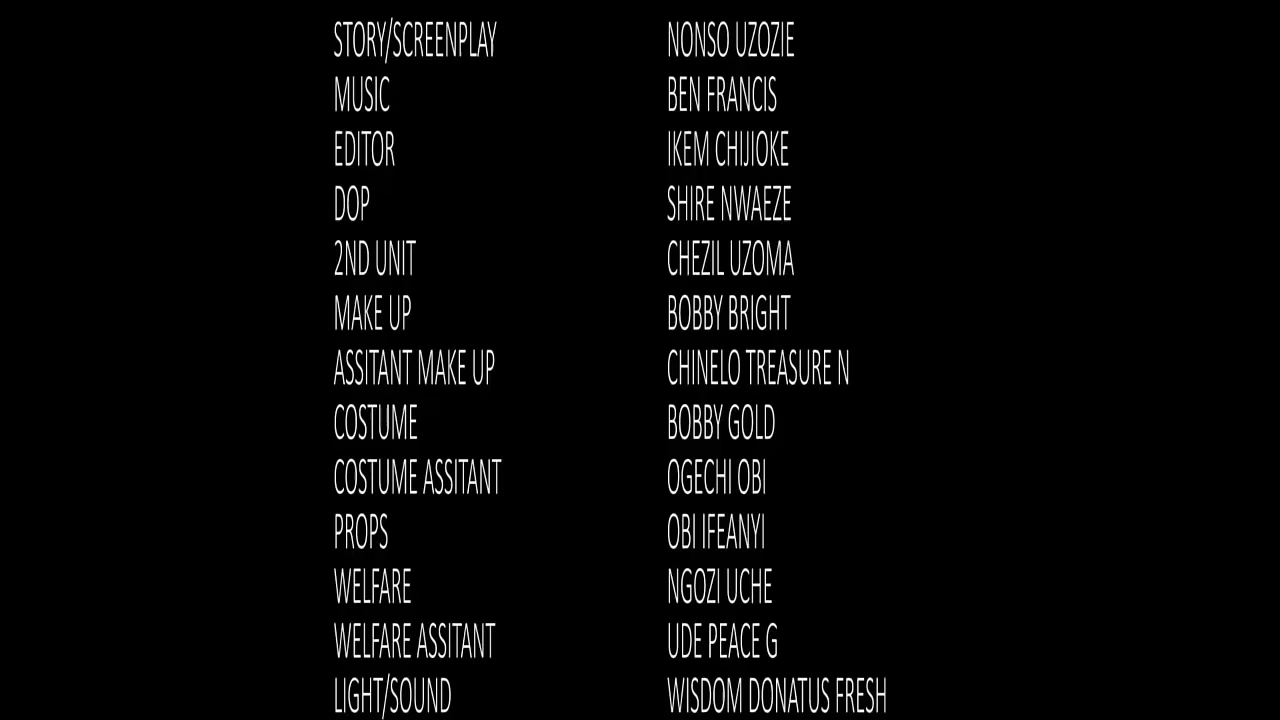 STORY/SCREENPLAY NONSO UZOZIE
MUSIC BEN FRANCIS
EDITOR IKEM CHIJIOKE
DOP SHIRE NWAEZE
2ND UNIT CHEZIL UZOMA
MAKE UP BOBBY BRIGHT
ASSITANT MAKE UP CHINELO TREASURE N
COSTUME BOBBY GOLD
COSTUME ASSITANT OGECHI OBI
PROPS OBI IFEANYI
WELFARE NGOZI UCHE
WELFARE ASSITANT UDE PEACE G
LIGHT/SOUND WISDOM DONATUS FRESH